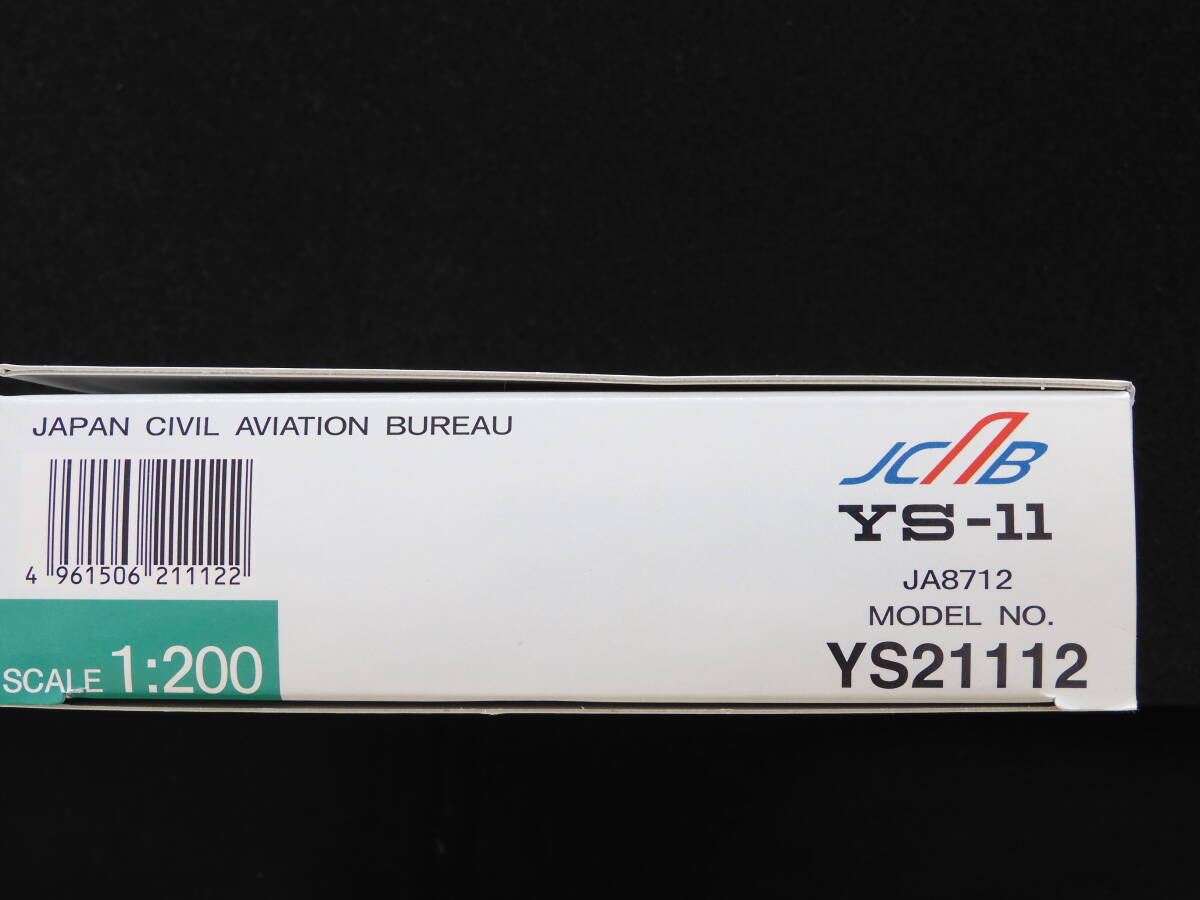 JAPAN CIVIL AVIATION BUREAU
4 961506 211122
SCALE 1:200
JCAB
YS-11
JA8712
MODEL NO.
YS21112